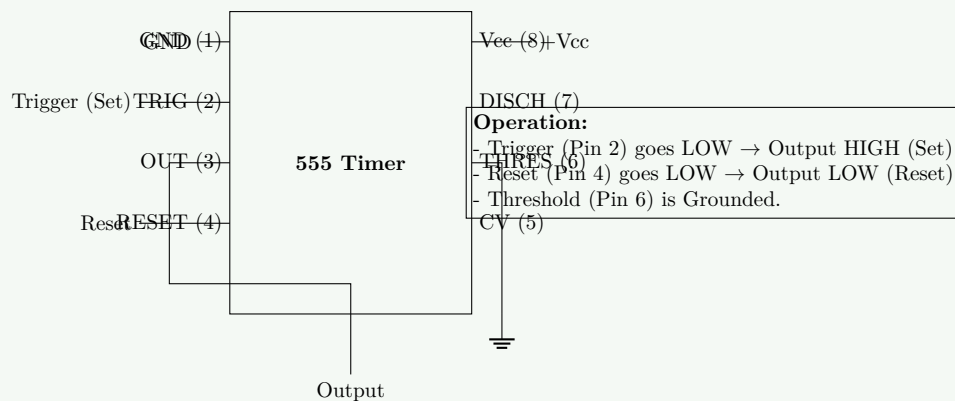 GND (1)
GND
Vcc (8)
+Vcc
Trigger (Set)
TRIG (2)
DISCH (7)
Operation:
- Trigger (Pin 2) goes LOW → Output HIGH (Set)
OUT (3)
555 Timer
THRES (6)
- Reset (Pin 4) goes LOW → Output LOW (Reset)
- Threshold (Pin 6) is Grounded.
Reset
RESET (4)
CV (5)
Output